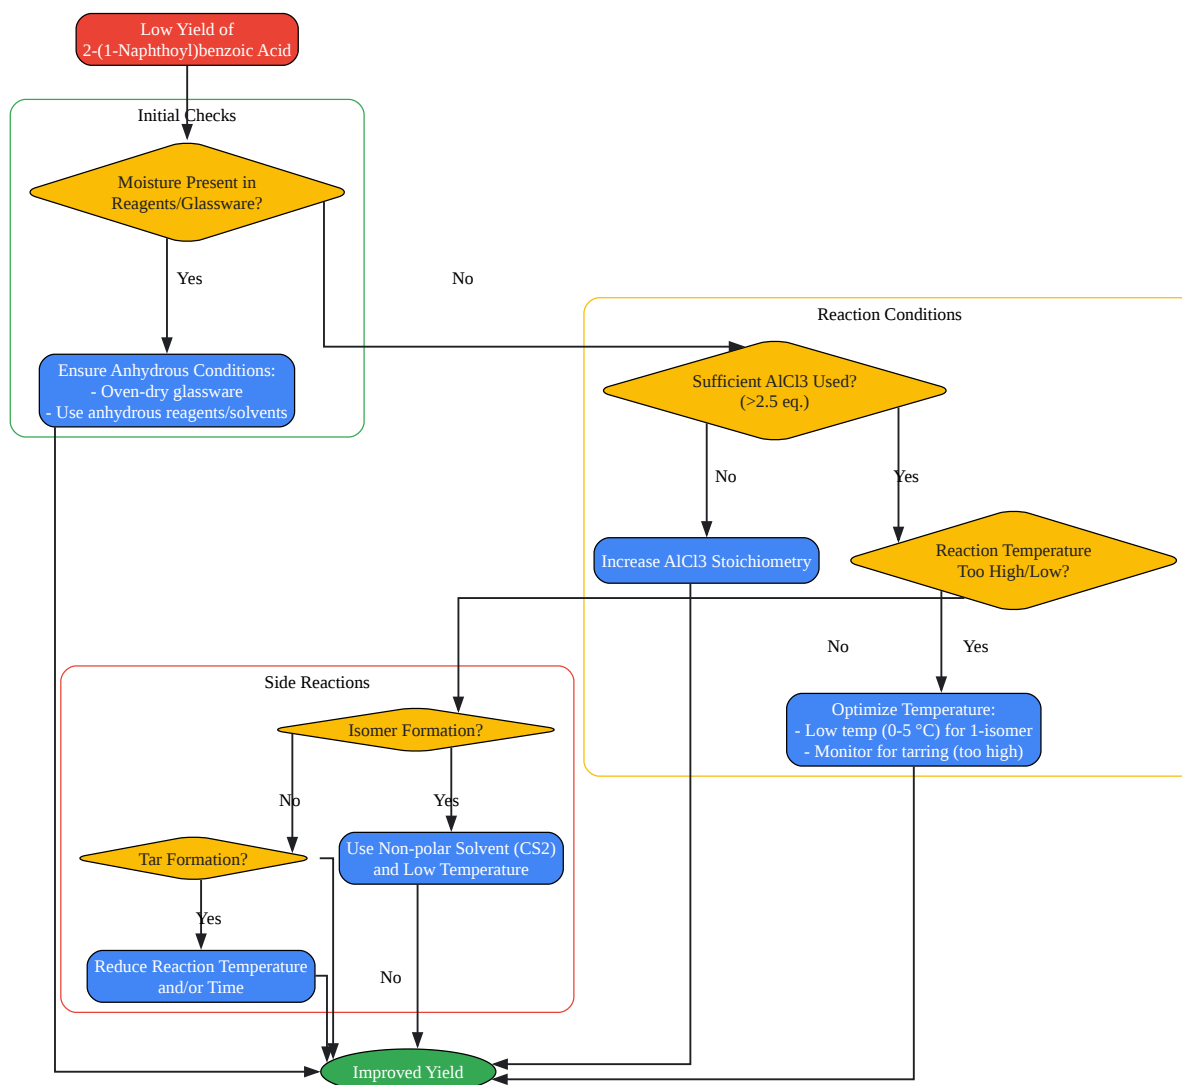 Low Yield of
2-(1-Naphthoyl)benzoic Acid
Initial Checks
Moisture Present in
Reagents/Glassware?
Yes
No
Ensure Anhydrous Conditions:
- Oven-dry glassware
- Use anhydrous reagents/solvents
Reaction Conditions
Sufficient AlCl3 Used?
(>2.5 eq.)
No
Yes
Increase AlCl3 Stoichiometry
Reaction Temperature
Too High/Low?
No
Yes
Optimize Temperature:
- Low temp (0-5 °C) for 1-isomer
- Monitor for tarring (too high)
Side Reactions
Isomer Formation?
No
Yes
Tar Formation?
Use Non-polar Solvent (CS2)
and Low Temperature
Yes
Reduce Reaction Temperature
and/or Time
No
Improved Yield